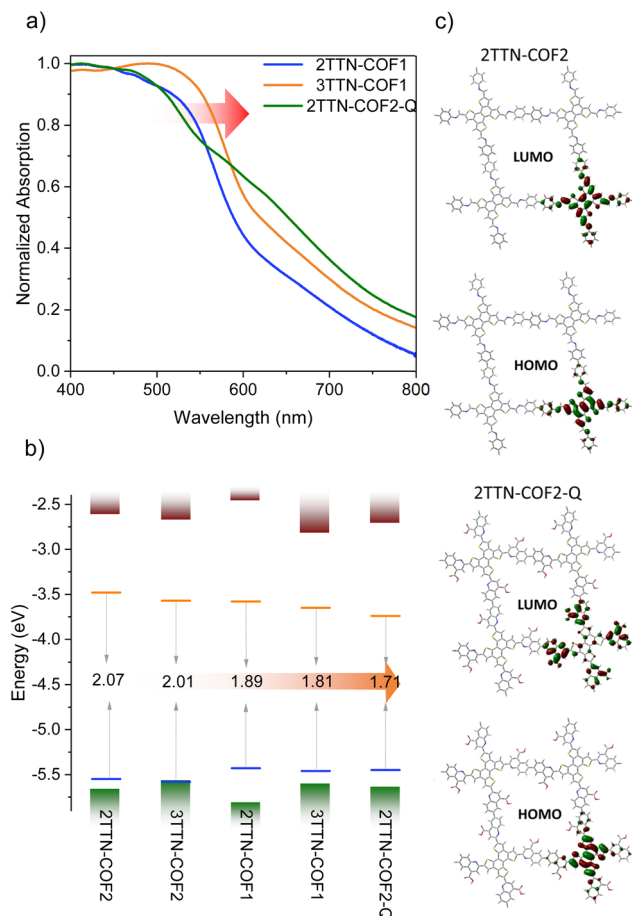 a)
2TTN-COF1
3TTN-COF1
2TTN-COF2-Q
Normalized Absorption
1.0
0.8
0.6
0.4
0.2
0.0
400 500 600 700 800
Wavelength (nm)
b)
Energy (eV)
-2.5
-3.0
-3.5
-4.0
-4.5
-5.0
-5.5
2.07 2.01 1.89 1.81 1.71
2TTN-COF2
3TTN-COF2
2TTN-COF1
3TTN-COF1
2TTN-COF2-Q
c)
2TTN-COF2
LUMO
HOMO
2TTN-COF2-Q
LUMO
HOMO